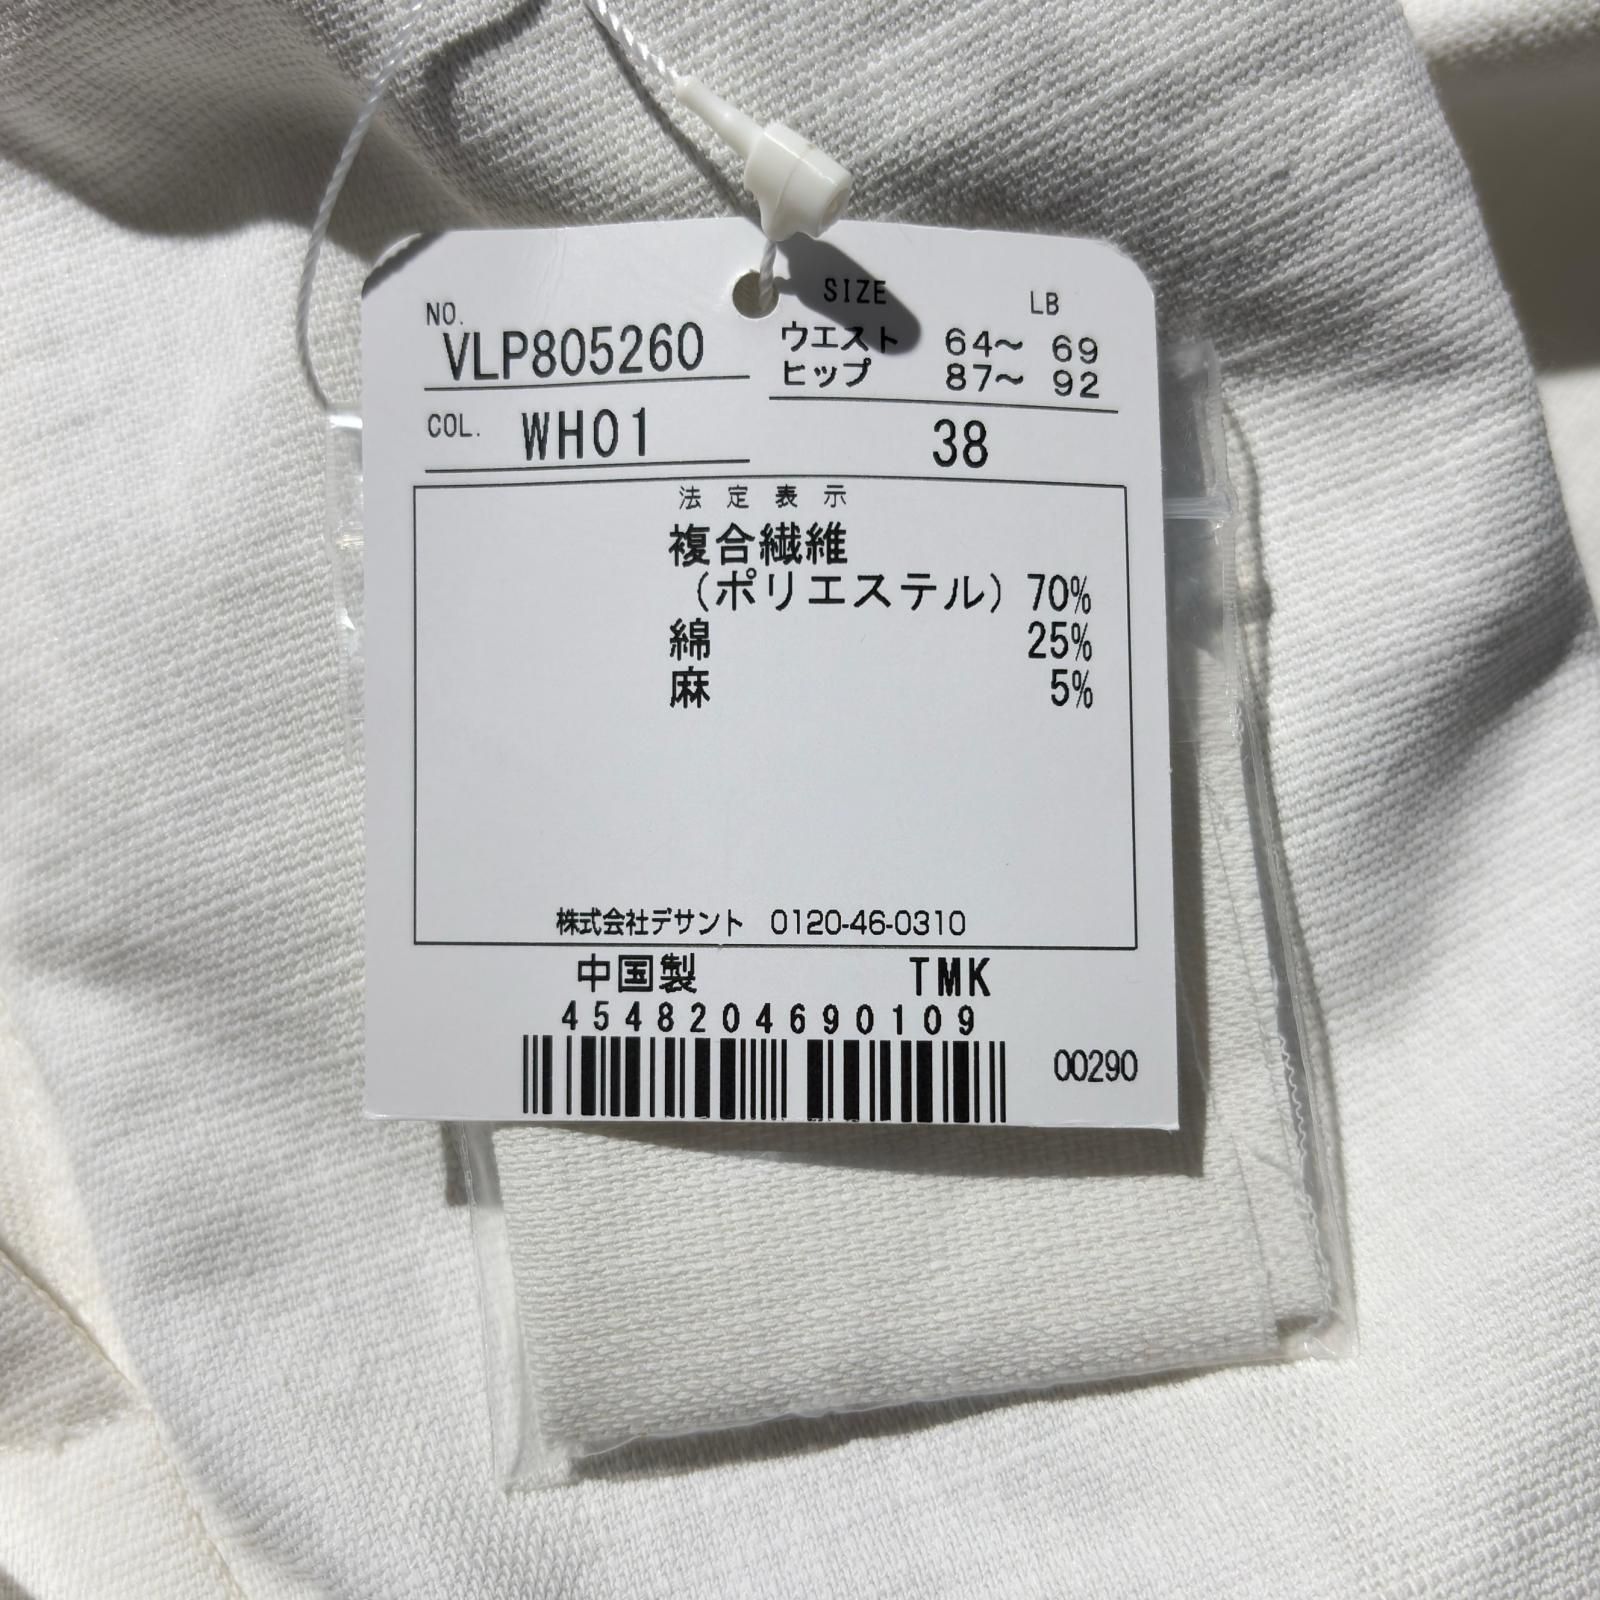 NO. VLP805260
COL. WH01
SIZE LB
ウエスト 64～ 69
ヒップ 87～ 92
38
法定表示
複合繊維
（ポリエステル）70%
綿 25%
麻 5%
株式会社デサント 0120-46-0310
中国製 TMK
4548204690109
00290